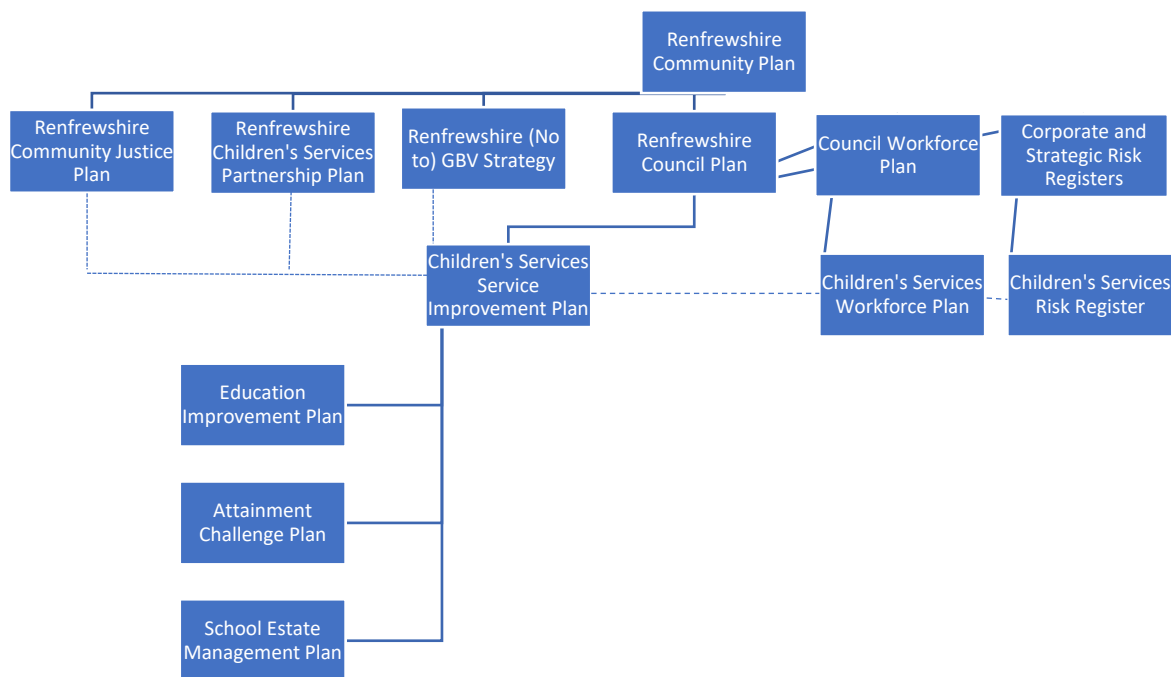 Renfrewshire
Community Plan
Renfrewshire
Community Justice
Plan
Renfrewshire
Children's Services
Partnership Plan
Renfrewshire (No
to) GBV Strategy
Renfrewshire
Council Plan
Council Workforce
Plan
Corporate and
Strategic Risk
Registers
Children's Services
Service
Improvement Plan
Children's Services
Workforce Plan
Children's Services
Risk Register
Education
Improvement Plan
Attainment
Challenge Plan
School Estate
Management Plan